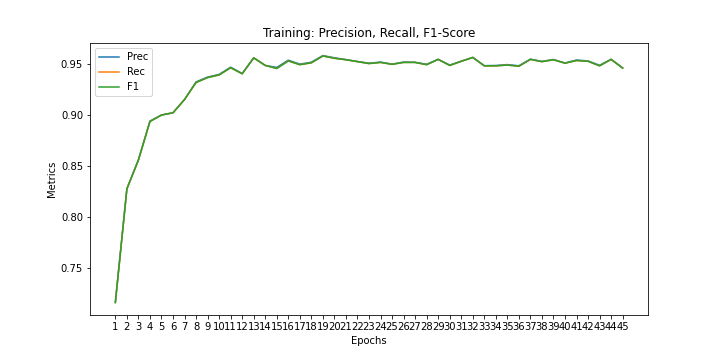 Training: Precision, Recall, F1-Score
Prec
Rec
F1
0.95
0.90
0.85
0.80
0.75
Metrics
1 2 3 4 5 6 7 8 9 10 11 12 13 14 15 16 17 18 19 20 21 22 23 24 25 26 27 28 29 30 31 32 33 34 35 36 37 38 39 40 41 42 43 44 45
Epochs